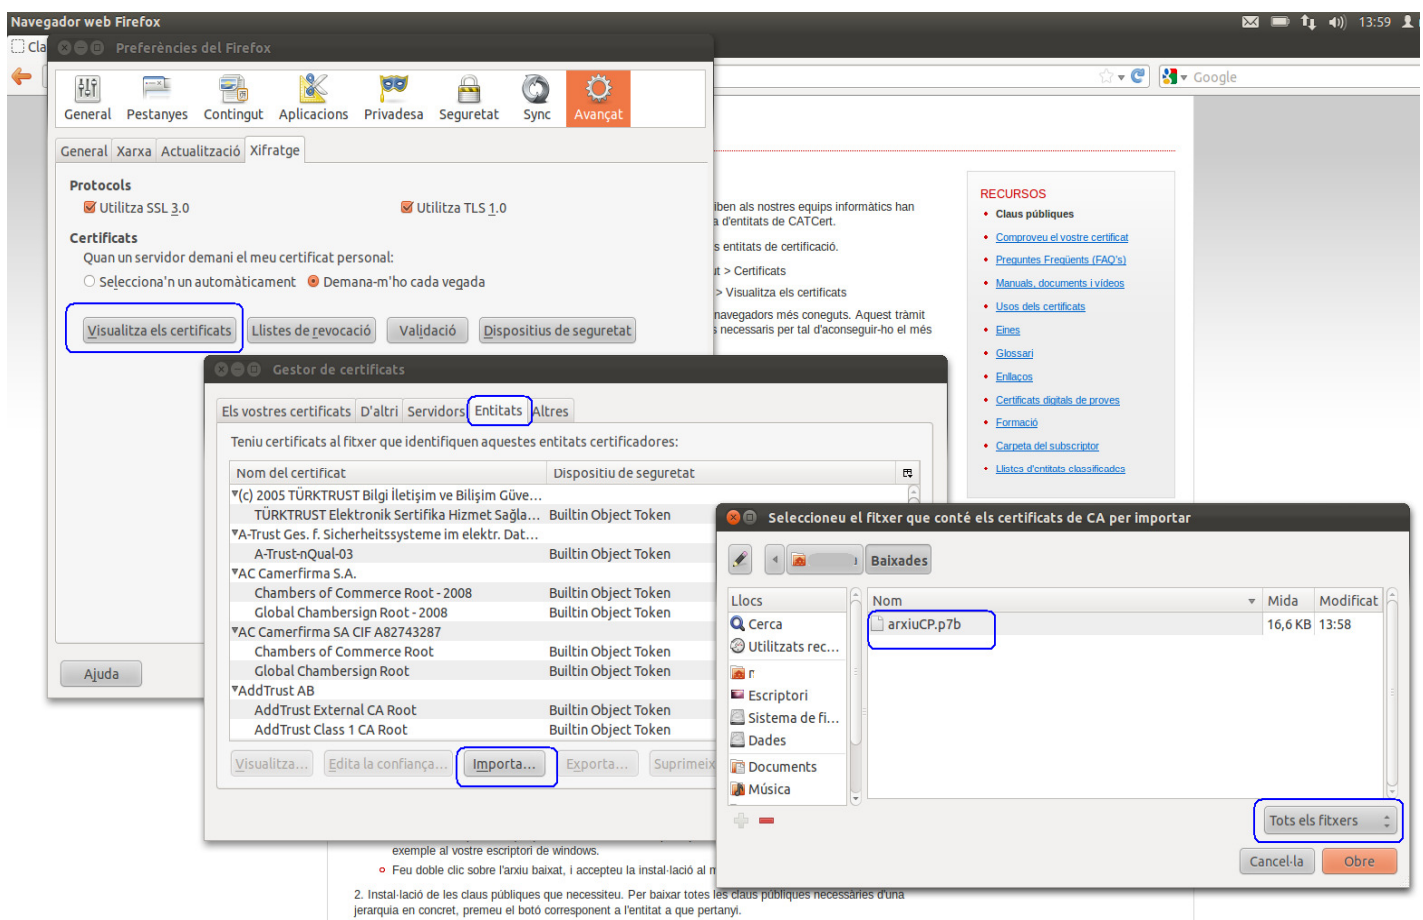 Navegador web Firefox
13:59
Cla
Preferències del Firefox
Google
General Pestanyes Contingut Aplicacions Privadesa Seguretat Sync Avançat
General Xarxa Actualització Xifratge
Protocols
Utilitza SSL 3.0 Utilitza TLS 1.0
Certificats
Quan un servidor demani el meu certificat personal:
Selecciona'n un automàticament Demana-m'ho cada vegada
Visualitza els certificats Llistes de revocació Validació Dispositius de seguretat
Ajuda
iben als nostres equips informàtics han
a d'entitats de CATCert.
s entitats de certificació.
ut > Certificats
> Visualitza els certificats
navegadors més coneguts. Aquest tràmit
s necessaris per tal d'aconseguir-ho el més
RECURSOS
Claus públiques
Comproveu el vostre certificat
Preguntes Freqüents (FAQ's)
Manuals, documents i vídeos
Usos dels certificats
Eines
Glossari
Enllaços
Certificats digitals de proves
Formació
Carpeta del subscriptor
Llistes d'entitats classificades
Gestor de certificats
Els vostres certificats D'altri Servidors Entitats Altres
Teniu certificats al fitxer que identifiquen aquestes entitats certificadores:
Nom del certificat Dispositiu de seguretat
(c) 2005 TÜRKTRUST Bilgi İletişim ve Bilişim Güve...
TÜRKTRUST Elektronik Sertifika Hizmet Sağla... Builtin Object Token
A-Trust Ges. f. Sicherheitssysteme im elektr. Dat...
A-Trust-nQual-03 Builtin Object Token
AC Camerfirma S.A.
Chambers of Commerce Root - 2008 Builtin Object Token
Global Chambersign Root - 2008 Builtin Object Token
AC Camerfirma SA CIF A82743287
Chambers of Commerce Root Builtin Object Token
Global Chambersign Root Builtin Object Token
AddTrust AB
AddTrust External CA Root Builtin Object Token
AddTrust Class 1 CA Root Builtin Object Token
Visualitza... Edita la confiança... Importa... Exporta... Suprimeix
Seleccioneu el fitxer que conté els certificats de CA per importar
Baixades
Llocs
Cerca
Utilitzats rec...
r
Escriptori
Sistema de fi...
Dades
Documents
Música
Nom Mida Modificat
arxiuCP.p7b 16,6 KB 13:58
Tots els fitxers
Cancel·la Obre
exemple al vostre escriptori de windows.
Feu doble clic sobre l'arxiu baixat, i accepteu la instal·lació al m
2. Instal·lació de les claus públiques que necessiteu. Per baixar totes les claus públiques necessàries d'una
jerarquia en concret, premeu el botó corresponent a l'entitat a que pertanyi.